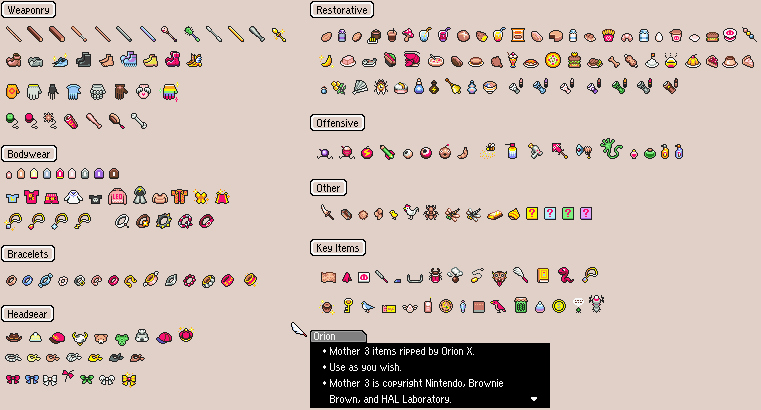 Weaponry
Bodywear
LEO
Bracelets
Headgear
Restorative
Offensive
Other
? ? ? ?
Key Items
Orion
• Mother 3 items ripped by Orion X.
• Use as you wish.
• Mother 3 is copyright Nintendo, Brownie
Brown, and HAL Laboratory.